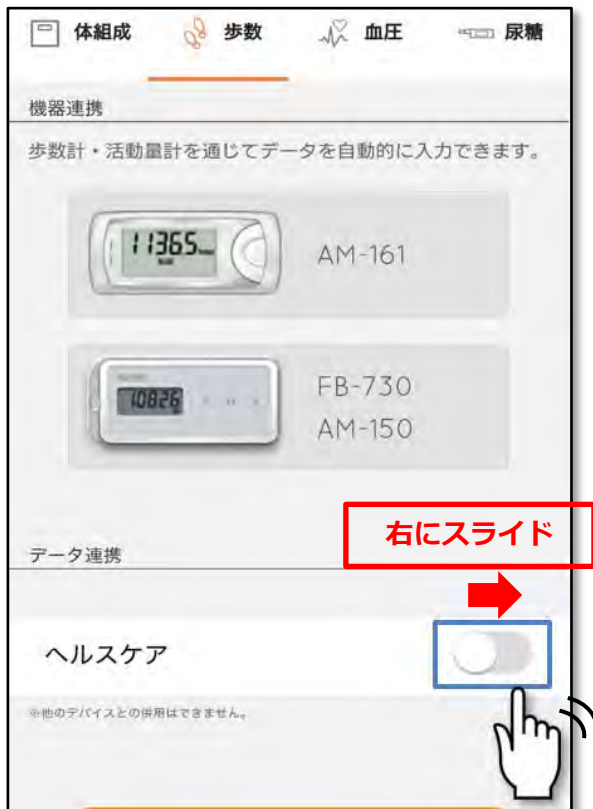 体組成 歩数 血圧 尿糖
機器連携
歩数計・活動量計を通じてデータを自動的に入力できます。
11365
AM-161
10826
FB-730
AM-150
右にスライド
データ連携
ヘルスケア
※他のデバイスとの併用はできません。